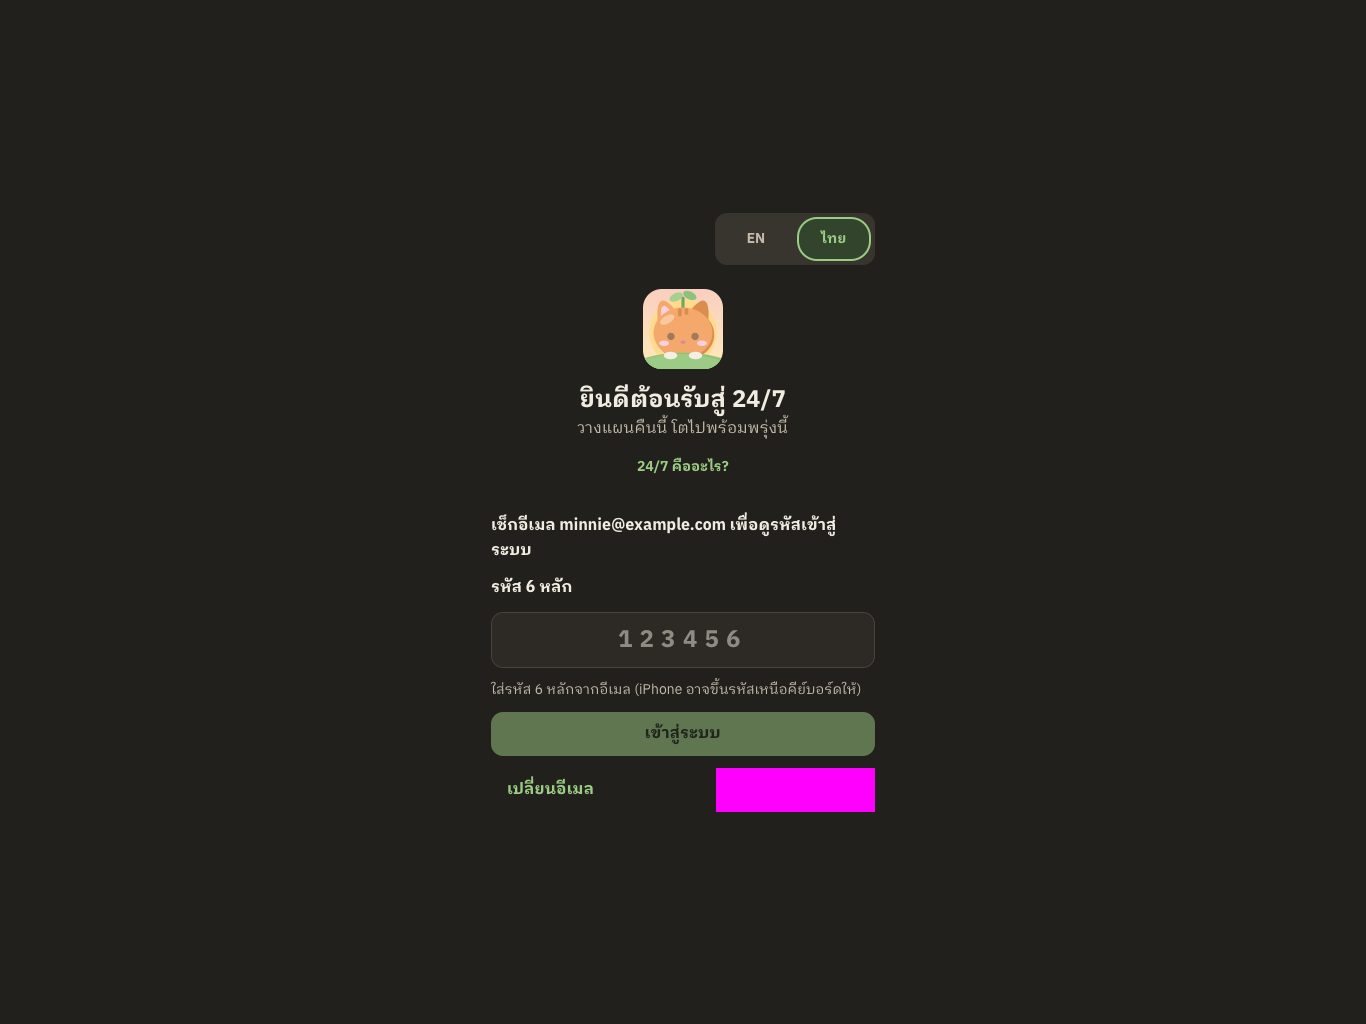 EN
ไทย
ยินดีต้อนรับสู่ 24/7
วางแผนคืนนี้ โตไปพร้อมพรุ่งนี้
24/7 คืออะไร?
เช็กอีเมล minnie@example.com เพื่อดูรหัสเข้าสู่
ระบบ
รหัส 6 หลัก
123456
ใส่รหัส 6 หลักจากอีเมล (iPhone อาจขึ้นรหัสเหนือคีย์บอร์ดให้)
เข้าสู่ระบบ
เปลี่ยนอีเมล